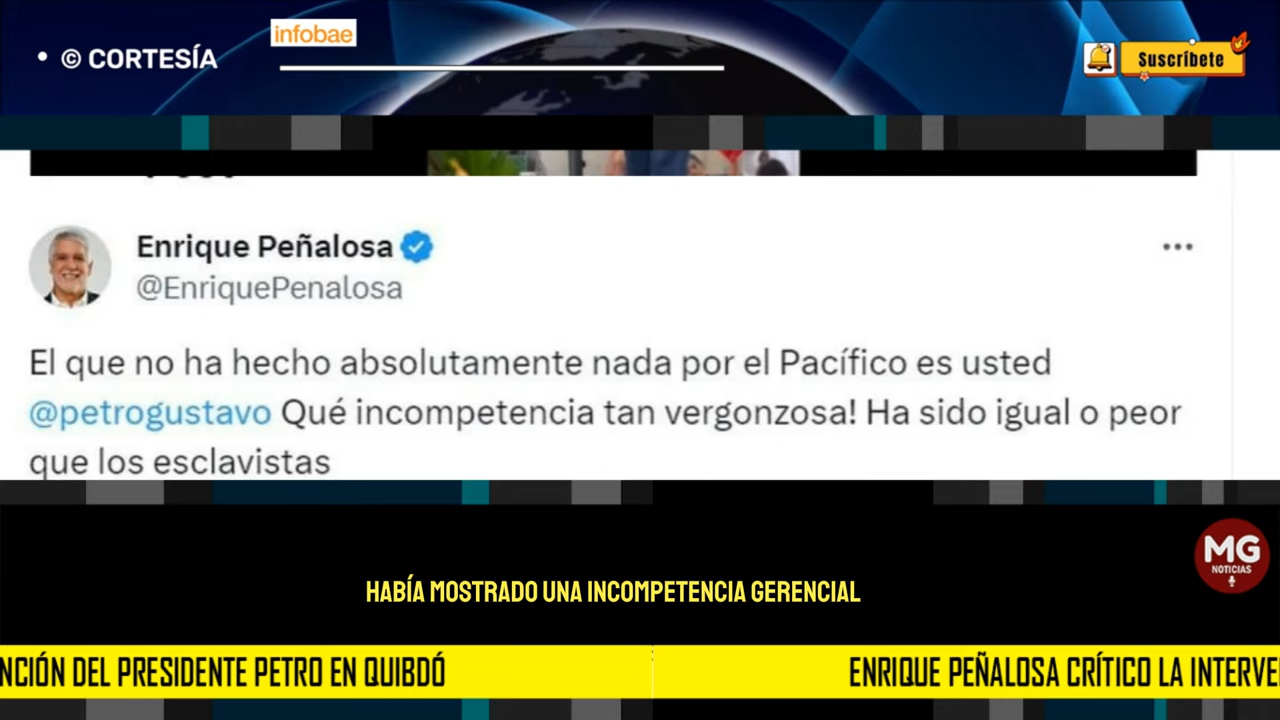 • © CORTESÍA
infobae
Suscríbete
Enrique Peñalosa
@EnriquePenalosa
El que no ha hecho absolutamente nada por el Pacífico es usted
@petrogustavo Qué incompetencia tan vergonzosa! Ha sido igual o peor
que los esclavistas
MG
NOTICIAS
HABÍA MOSTRADO UNA INCOMPETENCIA GERENCIAL
NCIÓN DEL PRESIDENTE PETRO EN QUIBDÓ ENRIQUE PEÑALOSA CRÍTICO LA INTERVE